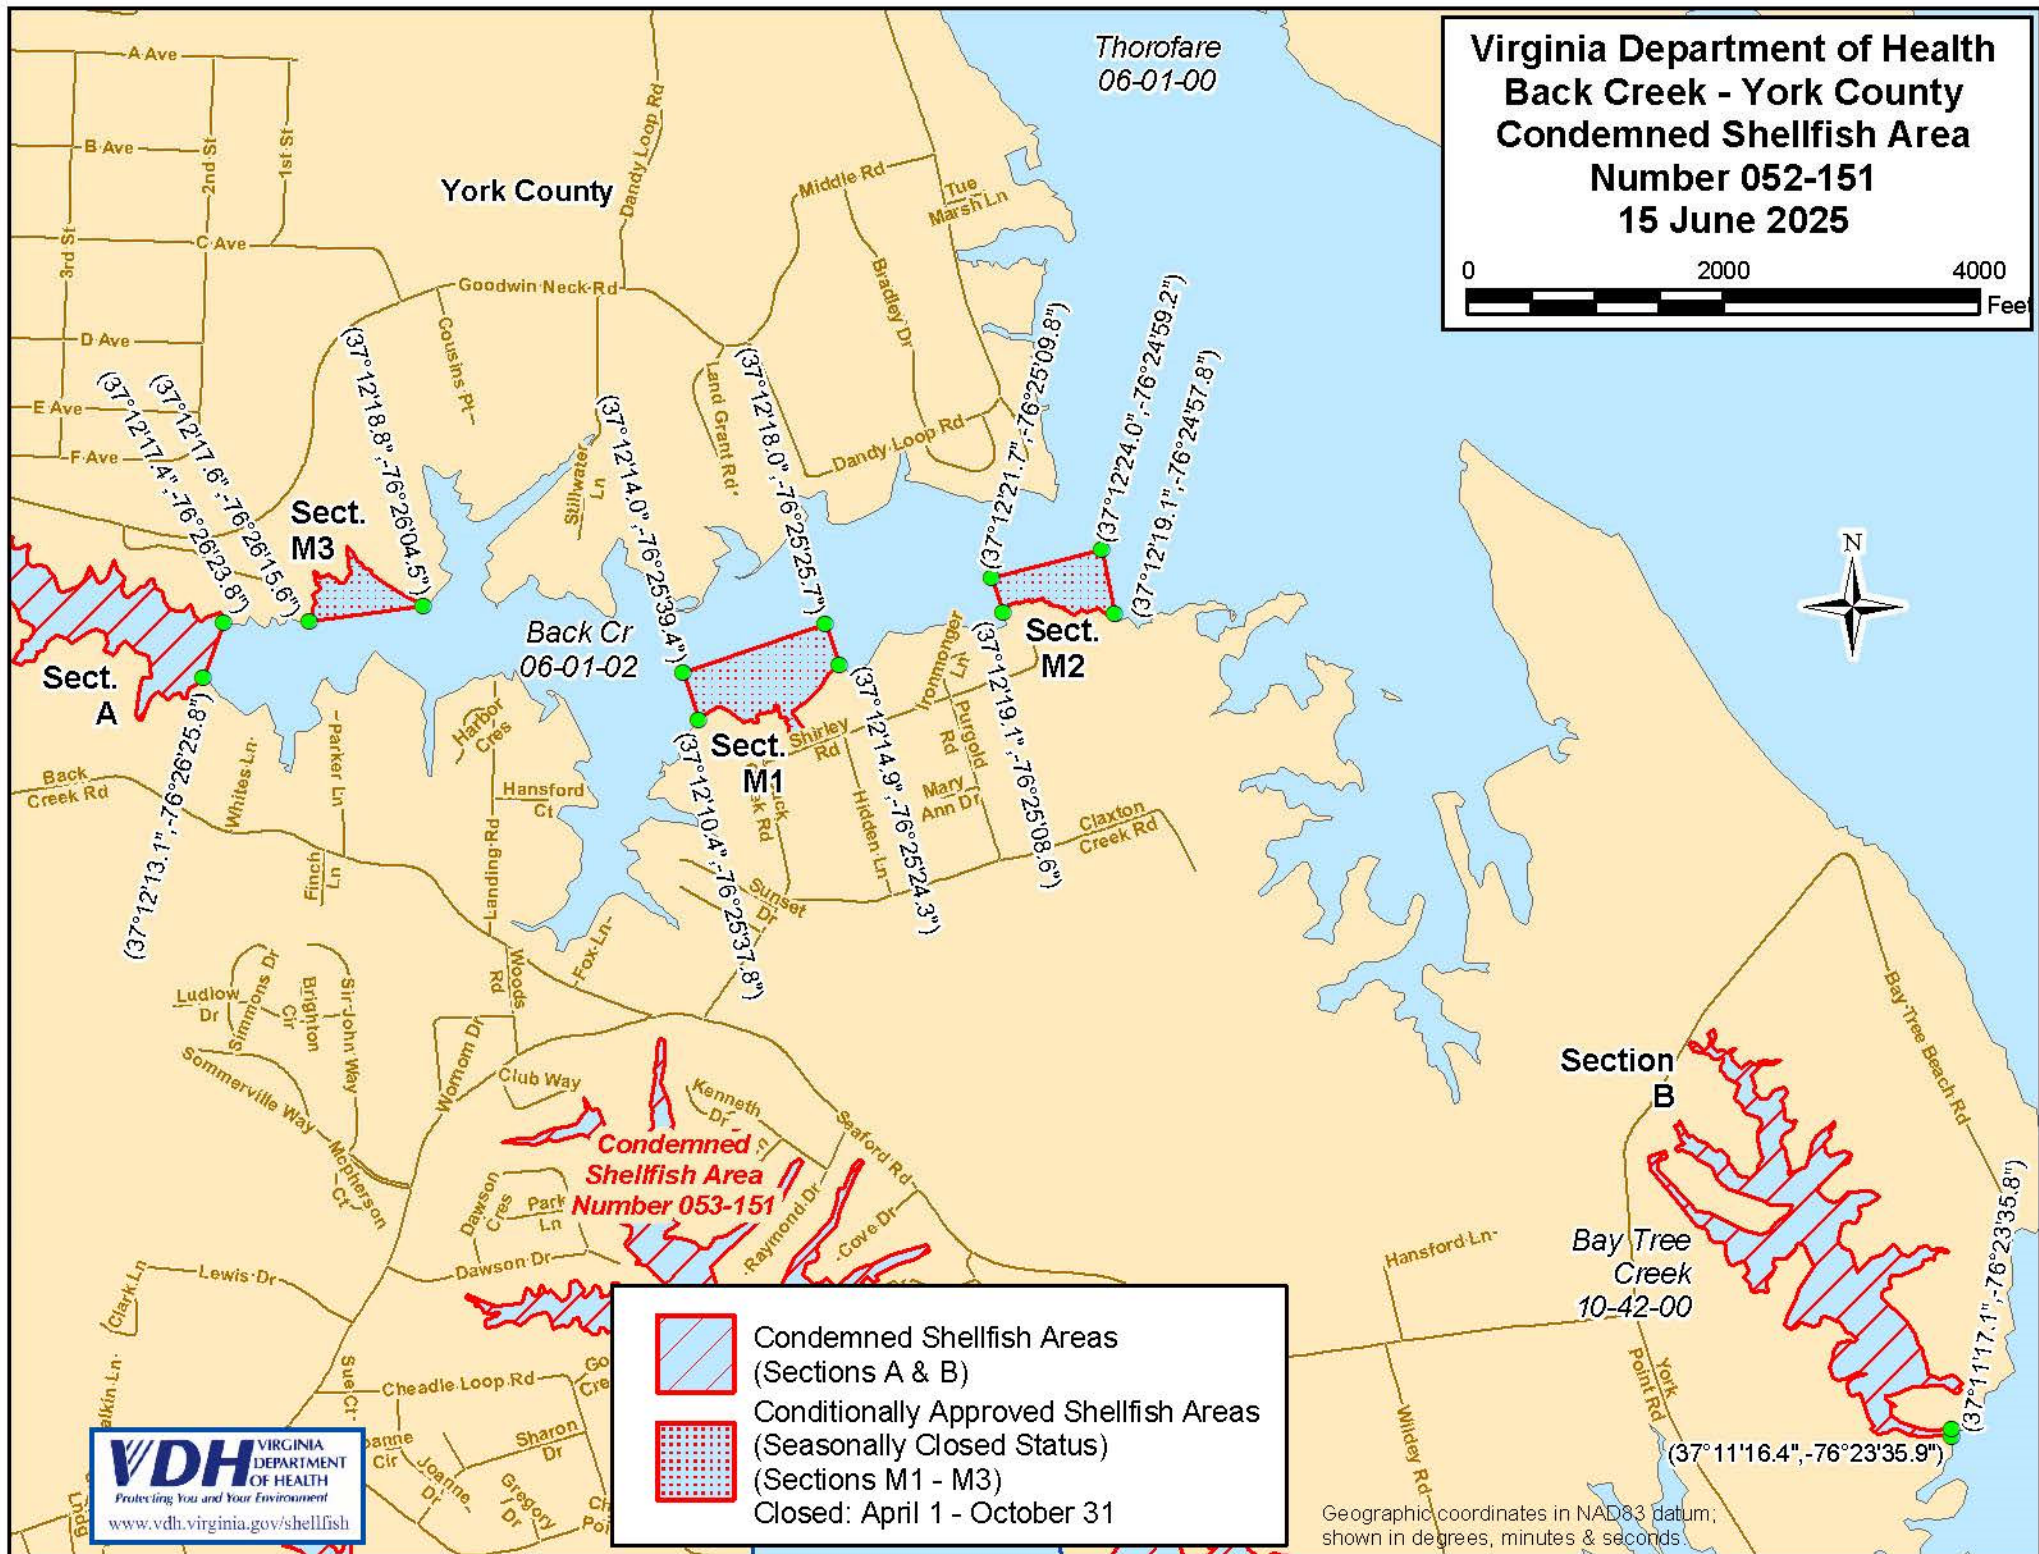 Virginia Department of Health
Back Creek - York County
Condemned Shellfish Area
Number 052-151
15 June 2025
0 2000 4000
Feet
Thorofare
06-01-00
York County
A Ave
B Ave
C Ave
D Ave
E Ave
F Ave
3rd St
2nd St
1st St
Dandy Loop Rd
Middle Rd
Tue
Marsh Ln
Bradley Dr
Goodwin Neck Rd
Cousins Pt
Land Grant Rd
Dandy Loop Rd
Stillwater
Ln
(37°12'17.4",-76°26'23.8")
(37°12'17.6",-76°26'15.6")
(37°12'18.8",-76°26'04.5")
(37°12'14.0",-76°25'39.4")
(37°12'18.0",-76°25'25.7")
(37°12'21.7",-76°25'09.8")
(37°12'24.0",-76°24'59.2")
(37°12'19.1",-76°24'57.8")
N
Sect.
M3
Back Cr
06-01-02
Sect.
A
Sect.
M1
Sect.
M2
(37°12'13.1",-76°26'25.8")
(37°12'10.4",-76°25'37.8")
(37°12'14.9",-76°25'24.3")
(37°12'19.1",-76°25'08.6")
Ironmonger
Ln
Shirley
Rd
Purgold
Rd
Mary
Ann Dr
Hidden Ln
Claxton
Creek Rd
Sunset
Dr
Back
Creek Rd
Whites Ln
Parker Ln
Harbor
Cres
Hansford
Ct
Landing Rd
Finch
Ln
Fox Ln
Woods
Rd
Ludlow
Dr
Simmons Dr
Brighton
Cir
Sir John Way
Sommerville Way
Womom Dr
Club Way
Mcpherson
Ct
Kenneth
Dr
Seaford Rd
Condemned
Shellfish Area
Number 053-151
Dawson
Cres
Park
Ln
Raymond Dr
Cove Dr
Dawson Dr
Lewis Dr
Clark Ln
Sue Ct
Cheadle Loop Rd
Sharon
Dr
Joanne
Dr
Gregory
Dr
Cir
Section
B
Bay Tree Beach Rd
Bay Tree
Creek
10-42-00
Hansford Ln
Wildey Rd
York
Point Rd
(37°11'17.1",-76°23'35.8")
(37°11'16.4",-76°23'35.9")
Condemned Shellfish Areas
(Sections A & B)
Conditionally Approved Shellfish Areas
(Seasonally Closed Status)
(Sections M1 - M3)
Closed: April 1 - October 31
VDH VIRGINIA
DEPARTMENT
OF HEALTH
Protecting You and Your Environment
www.vdh.virginia.gov/shellfish
Geographic coordinates in NAD83 datum;
shown in degrees, minutes & seconds.